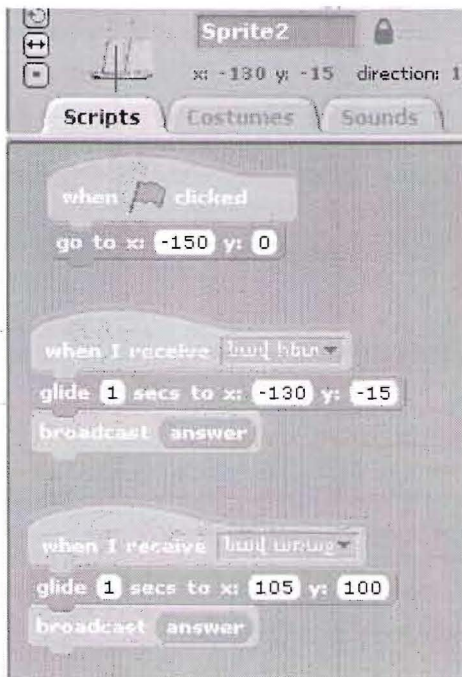 Sprite2
x: -130 y: -15 direction: 1
Scripts Costumes Sounds
when clicked
go to x: -150 y: 0
when I receive
glide 1 secs to x: -130 y: -15
broadcast answer
when I receive
glide 1 secs to x: 105 y: 100
broadcast answer